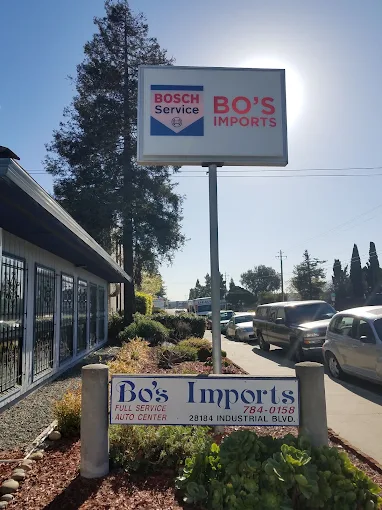 BOSCH
Service
BO'S
IMPORTS
Bo's Imports
FULL SERVICE
AUTO CENTER
784-0158
28184 INDUSTRIAL BLVD.